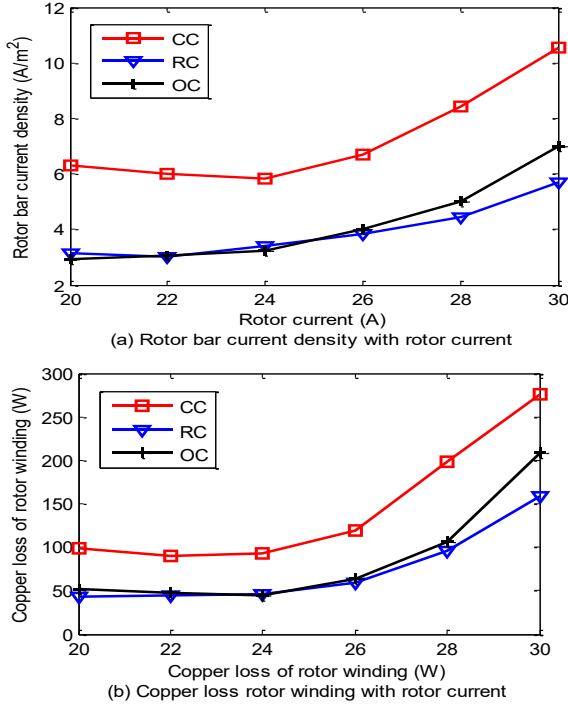 12
10
8
6
4
2
Rotor bar current density (A/m²)
CC
RC
OC
20 22 24 26 28 30
Rotor current (A)
(a) Rotor bar current density with rotor current
300
250
200
150
100
50
0
Copper loss of rotor winding (W)
CC
RC
OC
20 22 24 26 28 30
Copper loss of rotor winding (W)
(b) Copper loss rotor winding with rotor current